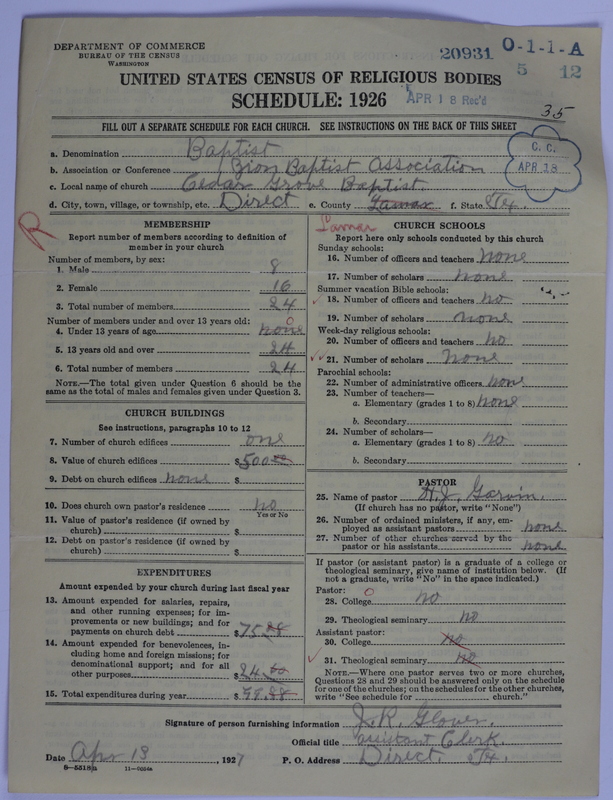 DEPARTMENT OF COMMERCE
BUREAU OF THE CENSUS
WASHINGTON
20931 O-1-1-A
5 12
UNITED STATES CENSUS OF RELIGIOUS BODIES
SCHEDULE: 1926
APR 18 Rec'd
35
FILL OUT A SEPARATE SCHEDULE FOR EACH CHURCH. SEE INSTRUCTIONS ON THE BACK OF THIS SHEET
C. C.
APR 18
a. Denomination Baptist
b. Association or Conference Baptist Association
c. Local name of church Cedar Grove Baptist
d. City, town, village, or township, etc. Direct e. County Lamar f. State Tx.
R
Lamar
MEMBERSHIP
Report number of members according to definition of
member in your church
Number of members, by sex:
1. Male 8
2. Female 16
3. Total number of members 24
Number of members under and over 13 years old:
4. Under 13 years of age none 0
5. 13 years old and over 24
6. Total number of members 24
NOTE.—The total given under Question 6 should be the
same as the total of males and females given under Question 3.
CHURCH BUILDINGS
See instructions, paragraphs 10 to 12
7. Number of church edifices one
8. Value of church edifices $500 00
9. Debt on church edifices none $
10. Does church own pastor's residence no
Yes or No
11. Value of pastor's residence (if owned by
church) $
12. Debt on pastor's residence (if owned by
church) $
EXPENDITURES
Amount expended by your church during last fiscal year
13. Amount expended for salaries, repairs,
and other running expenses; for im-
provements or new buildings; and for
payments on church debt $75
14. Amount expended for benevolences, in-
cluding home and foreign missions; for
denominational support; and for all
other purposes $24
15. Total expenditures during year $
CHURCH SCHOOLS
Report here only schools conducted by this church
Sunday schools:
16. Number of officers and teachers none
17. Number of scholars none
Summer vacation Bible schools:
18. Number of officers and teachers no
19. Number of scholars none
Week-day religious schools:
20. Number of officers and teachers no
21. Number of scholars none
Parochial schools:
22. Number of administrative officers none
23. Number of teachers—
a. Elementary (grades 1 to 8) none
b. Secondary
24. Number of scholars—
a. Elementary (grades 1 to 8) no
b. Secondary
PASTOR
25. Name of pastor H.J. Garvin.
(If church has no pastor, write "None")
26. Number of ordained ministers, if any, em-
ployed as assistant pastors none
27. Number of other churches served by the
pastor or his assistants none
If pastor (or assistant pastor) is a graduate of a college or
theological seminary, give name of institution below. (If
not a graduate, write "No" in the space indicated.)
Pastor: 0
28. College no
29. Theological seminary no
Assistant pastor:
30. College no
31. Theological seminary no
NOTE.—Where one pastor serves two or more churches,
Questions 28 and 29 should be answered only on the schedule
for one of the churches; on the schedules for the other churches,
write "See schedule for church."
Signature of person furnishing information J.R. Glover.
Official title assistant Clerk.
Date Apr 13, 1927 P. O. Address Direct. Tx.
8—5518a 11—9054a